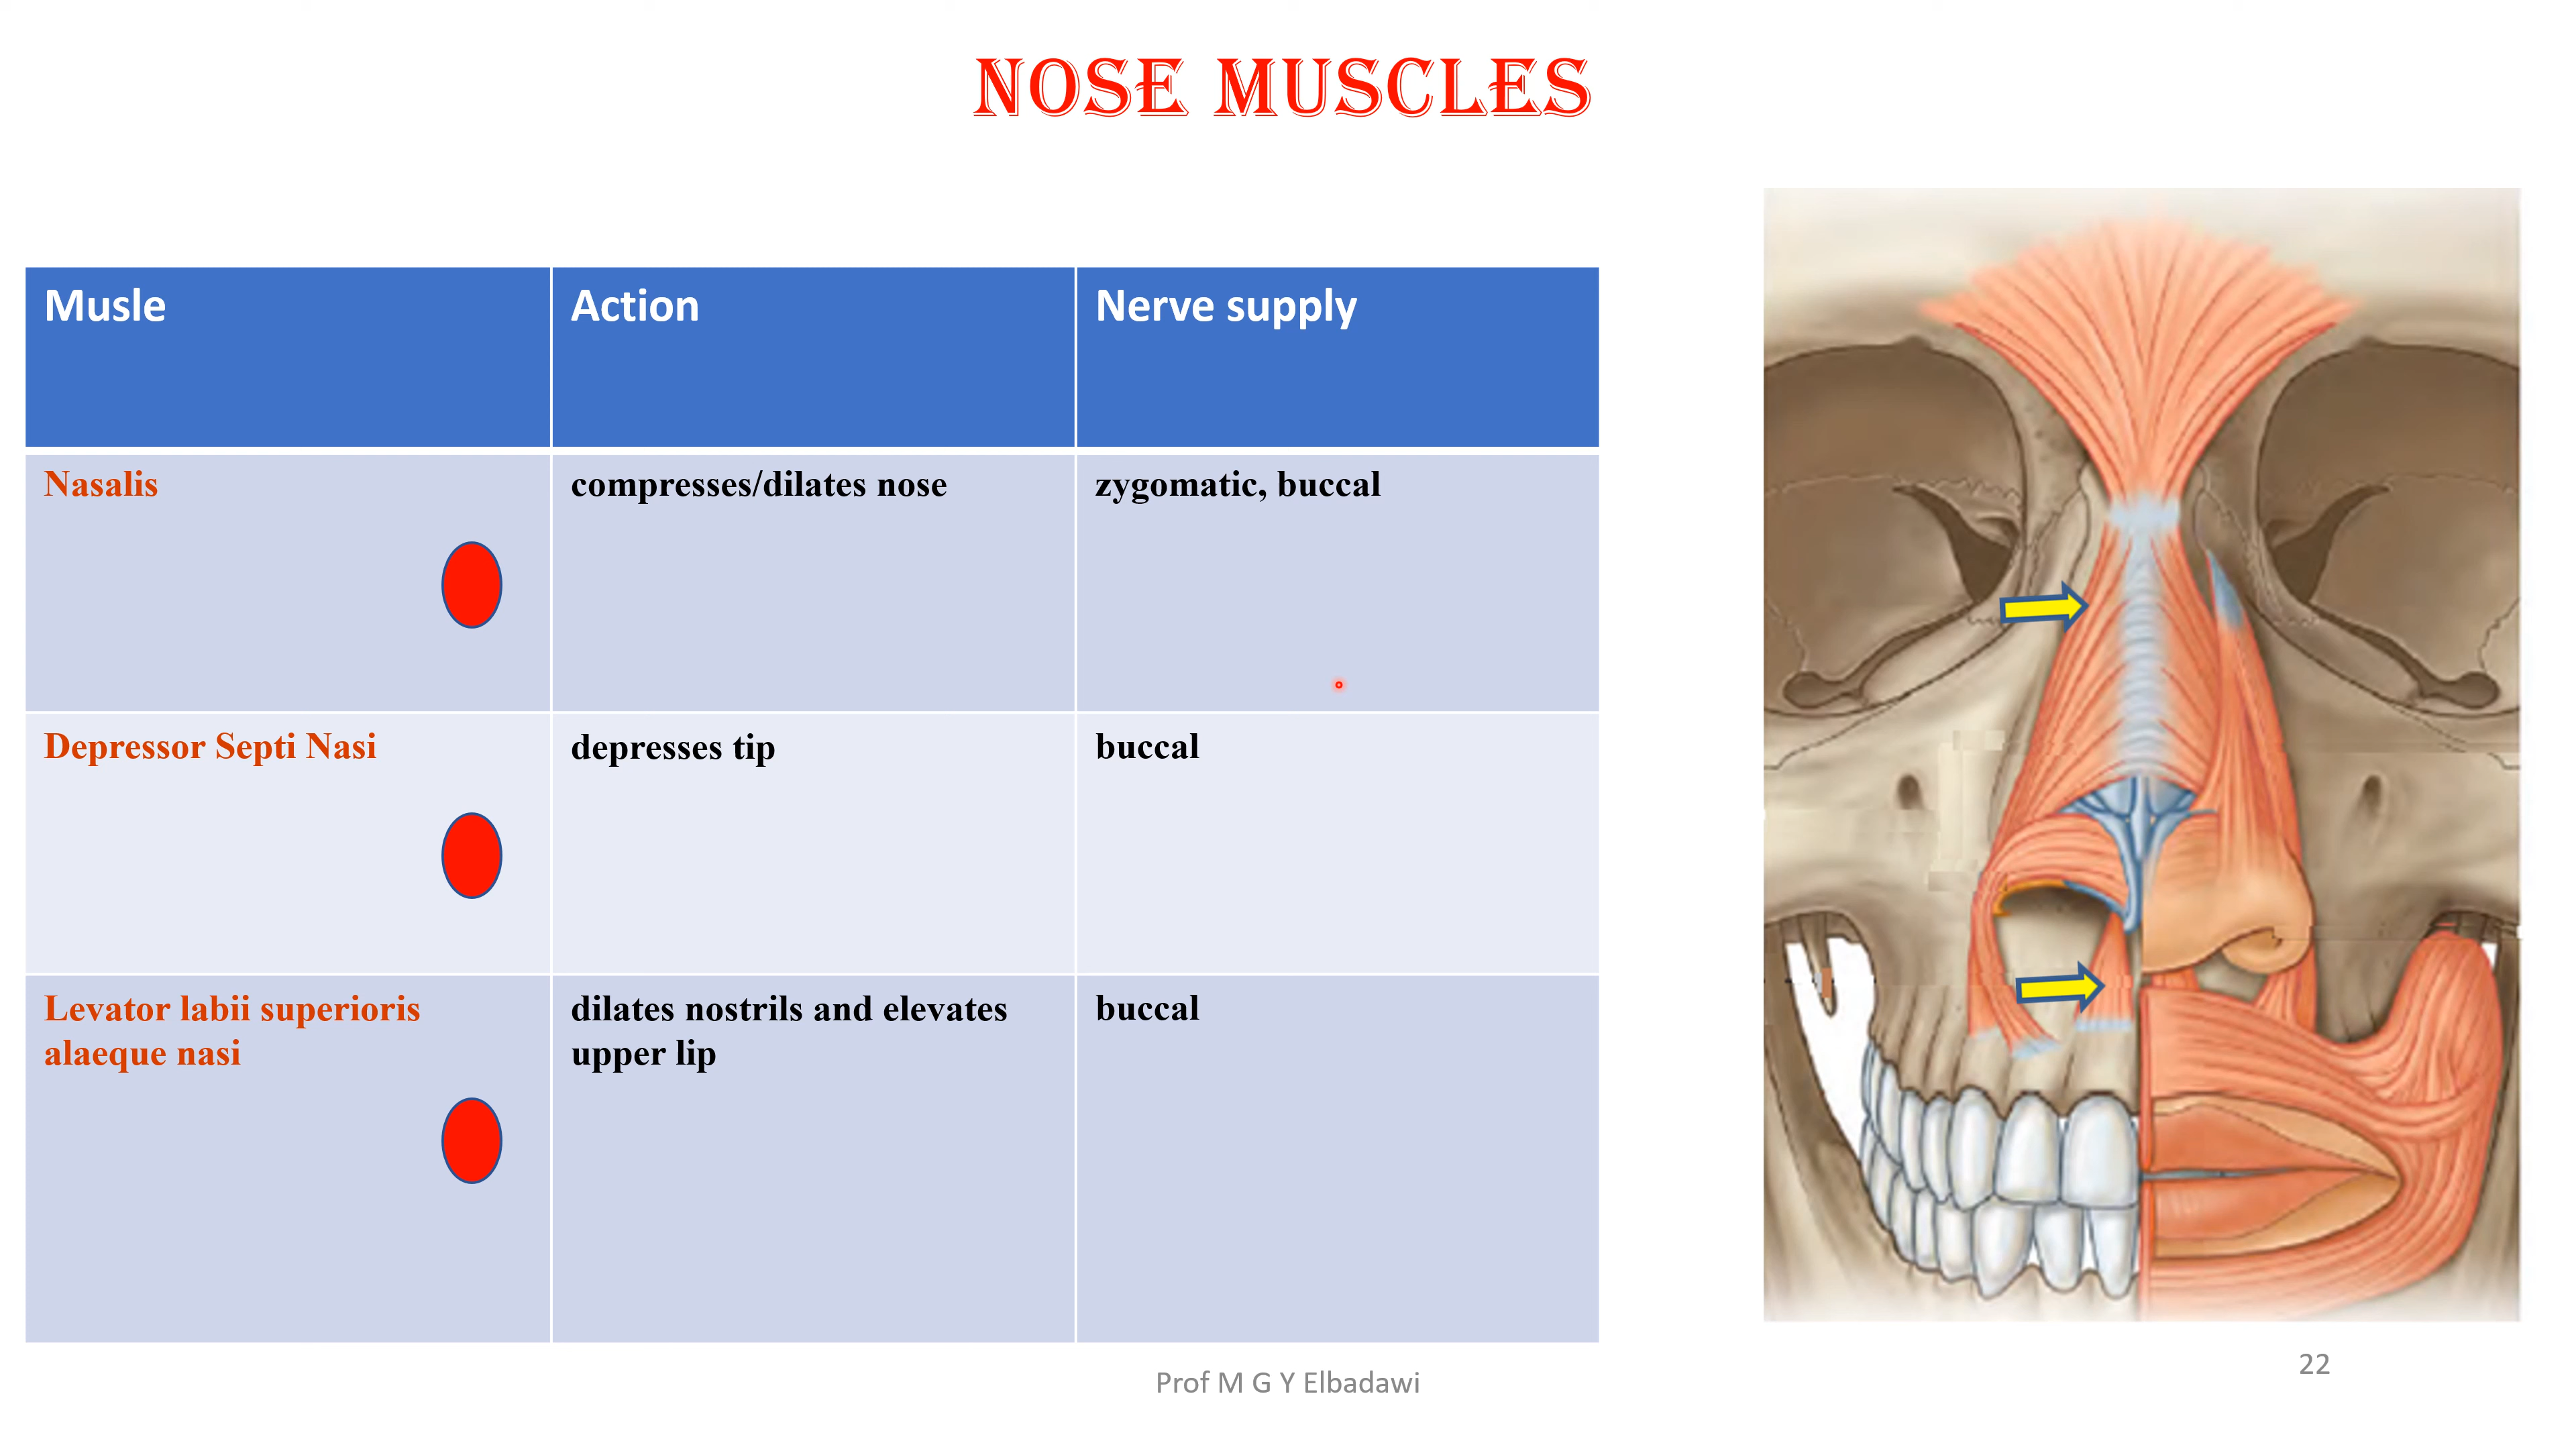 NOSE MUSCLES
Musle
Action
Nerve supply
Nasalis
compresses/dilates nose
zygomatic, buccal
Depressor Septi Nasi
depresses tip
buccal
Levator labii superioris
alaeque nasi
dilates nostrils and elevates
upper lip
buccal
Prof M G Y Elbadawi
22